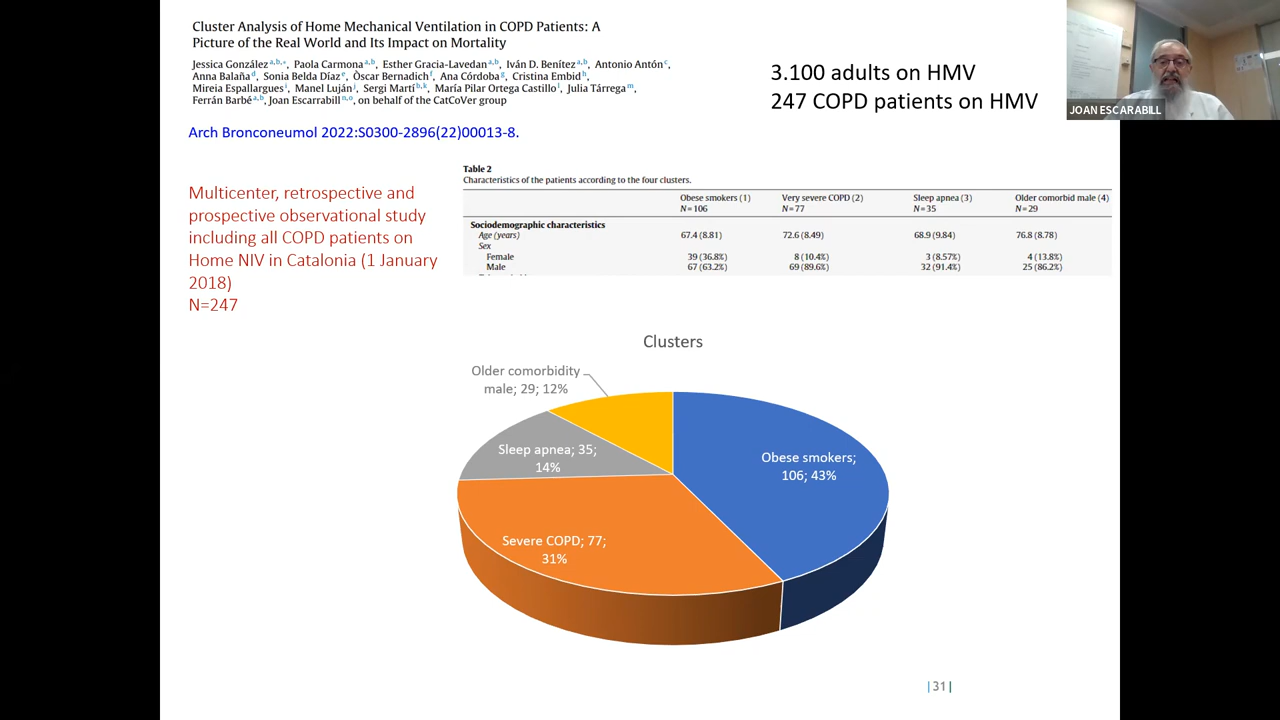 Cluster Analysis of Home Mechanical Ventilation in COPD Patients: A
Picture of the Real World and Its Impact on Mortality
Jessica González a,b,*, Paola Carmona a,b, Esther Gracia-Lavedan a,b, Iván D. Benítez a,b, Antonio Antón c,
Anna Balaña d, Sonia Belda Díaz e, Òscar Bernadich f, Ana Córdoba g, Cristina Embid h,
Mireia Espallargues i, Manel Luján j, Sergi Martí b,k, María Pilar Ortega Castillo l, Julia Tárrega m,
Ferrán Barbé a,b, Joan Escarrabill n,o, on behalf of the CatCoVer group
Arch Bronconeumol 2022:S0300-2896(22)00013-8.
3.100 adults on HMV
247 COPD patients on HMV
JOAN ESCARABILL
Multicenter, retrospective and
prospective observational study
including all COPD patients on
Home NIV in Catalonia (1 January
2018)
N=247
Table 2
Characteristics of the patients according to the four clusters.
Obese smokers (1) Very severe COPD (2) Sleep apnea (3) Older comorbid male (4)
N=106 N=77 N=35 N=29
Sociodemographic characteristics
Age (years) 67.4 (8.81) 72.6 (8.49) 68.9 (9.84) 76.8 (8.78)
Sex
Female 39 (36.8%) 8 (10.4%) 3 (8.57%) 4 (13.8%)
Male 67 (63.2%) 69 (89.6%) 32 (91.4%) 25 (86.2%)
Clusters
Older comorbidity
male; 29; 12%
Sleep apnea; 35;
14%
Obese smokers;
106; 43%
Severe COPD; 77;
31%
|31|